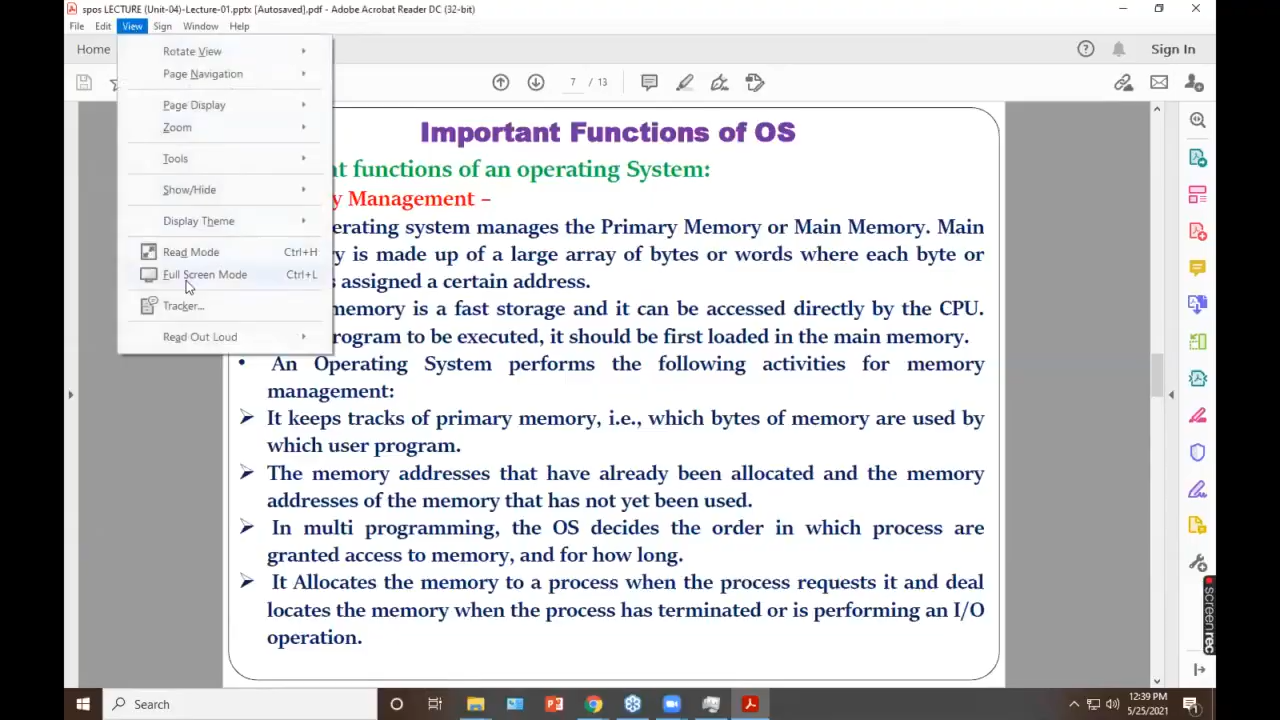 spos LECTURE (Unit-04)-Lecture-01.pptx [Autosaved].pdf - Adobe Acrobat Reader DC (32-bit)
File Edit View Sign Window Help
Home
Sign In
7 / 13
Rotate View
Page Navigation
Page Display
Zoom
Tools
Show/Hide
Display Theme
Read Mode Ctrl+H
Full Screen Mode Ctrl+L
Tracker...
Read Out Loud
Important Functions of OS
t functions of an operating System:
y Management –
erating system manages the Primary Memory or Main Memory. Main
y is made up of a large array of bytes or words where each byte or
s assigned a certain address.
memory is a fast storage and it can be accessed directly by the CPU.
program to be executed, it should be first loaded in the main memory.
• An Operating System performs the following activities for memory
management:
➢ It keeps tracks of primary memory, i.e., which bytes of memory are used by
which user program.
➢ The memory addresses that have already been allocated and the memory
addresses of the memory that has not yet been used.
➢ In multi programming, the OS decides the order in which process are
granted access to memory, and for how long.
➢ It Allocates the memory to a process when the process requests it and deal
locates the memory when the process has terminated or is performing an I/O
operation.
screenrec
Search
12:39 PM
5/25/2021
1